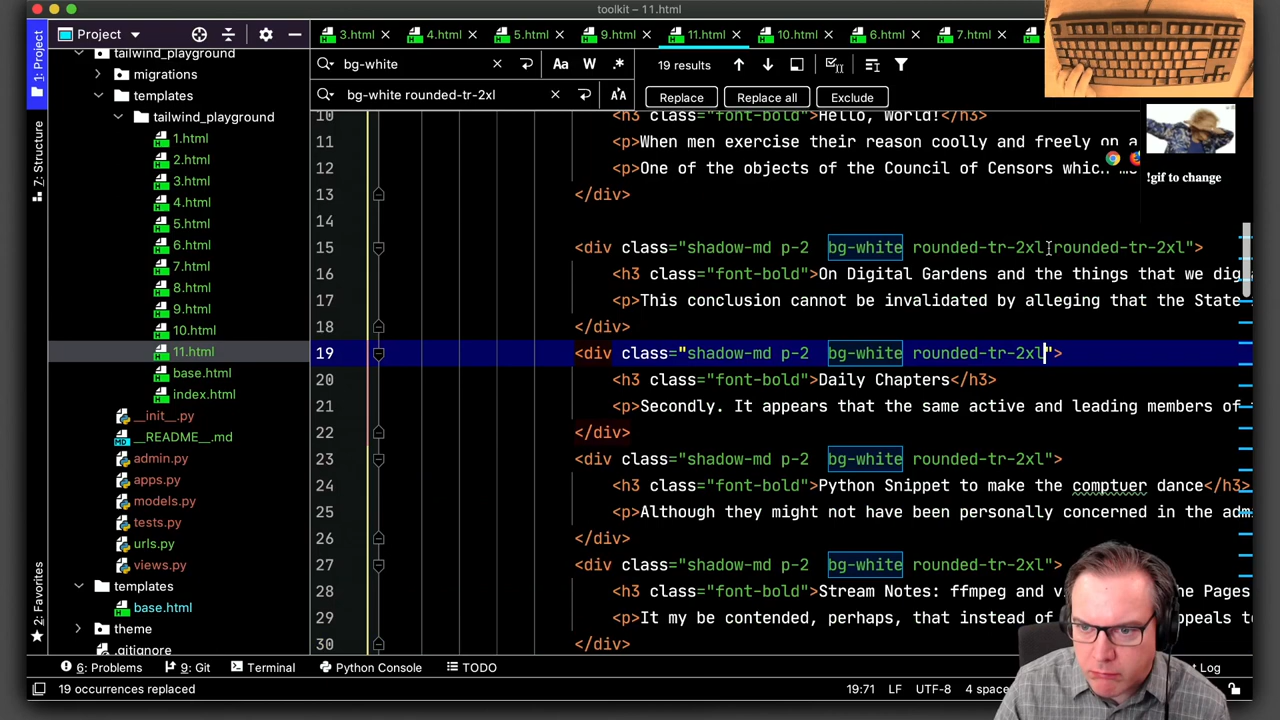 toolkit – 11.html
Project
3.html
4.html
5.html
9.html
11.html
10.html
6.html
7.html
1: Project
7: Structure
2: Favorites
tailwind_playground
migrations
templates
tailwind_playground
1.html
2.html
3.html
4.html
5.html
6.html
7.html
8.html
9.html
10.html
11.html
base.html
index.html
__init__.py
__README__.md
admin.py
apps.py
models.py
tests.py
urls.py
views.py
templates
base.html
theme
.gitignore
bg-white
Aa
W
.*
19 results
bg-white rounded-tr-2xl
Replace
Replace all
Exclude
!gif to change
10 <h3 class="font-bold">Hello, World!</h3>
11 <p>When men exercise their reason coolly and freely on a
12 <p>One of the objects of the Council of Censors which
13 </div>
14
15 <div class="shadow-md p-2  bg-white rounded-tr-2xl rounded-tr-2xl">
16 <h3 class="font-bold">On Digital Gardens and the things that we dig
17 <p>This conclusion cannot be invalidated by alleging that the State
18 </div>
19 <div class="shadow-md p-2  bg-white rounded-tr-2xl">
20 <h3 class="font-bold">Daily Chapters</h3>
21 <p>Secondly. It appears that the same active and leading members of
22 </div>
23 <div class="shadow-md p-2  bg-white rounded-tr-2xl">
24 <h3 class="font-bold">Python Snippet to make the comptuer dance</h3>
25 <p>Although they might not have been personally concerned in the adm
26 </div>
27 <div class="shadow-md p-2  bg-white rounded-tr-2xl">
28 <h3 class="font-bold">Stream Notes: ffmpeg and the Pages
29 <p>It my be contended, perhaps, that instead of
30 </div>
6: Problems
9: Git
Terminal
Python Console
TODO
Log
19 occurrences replaced
19:71
LF
UTF-8
4